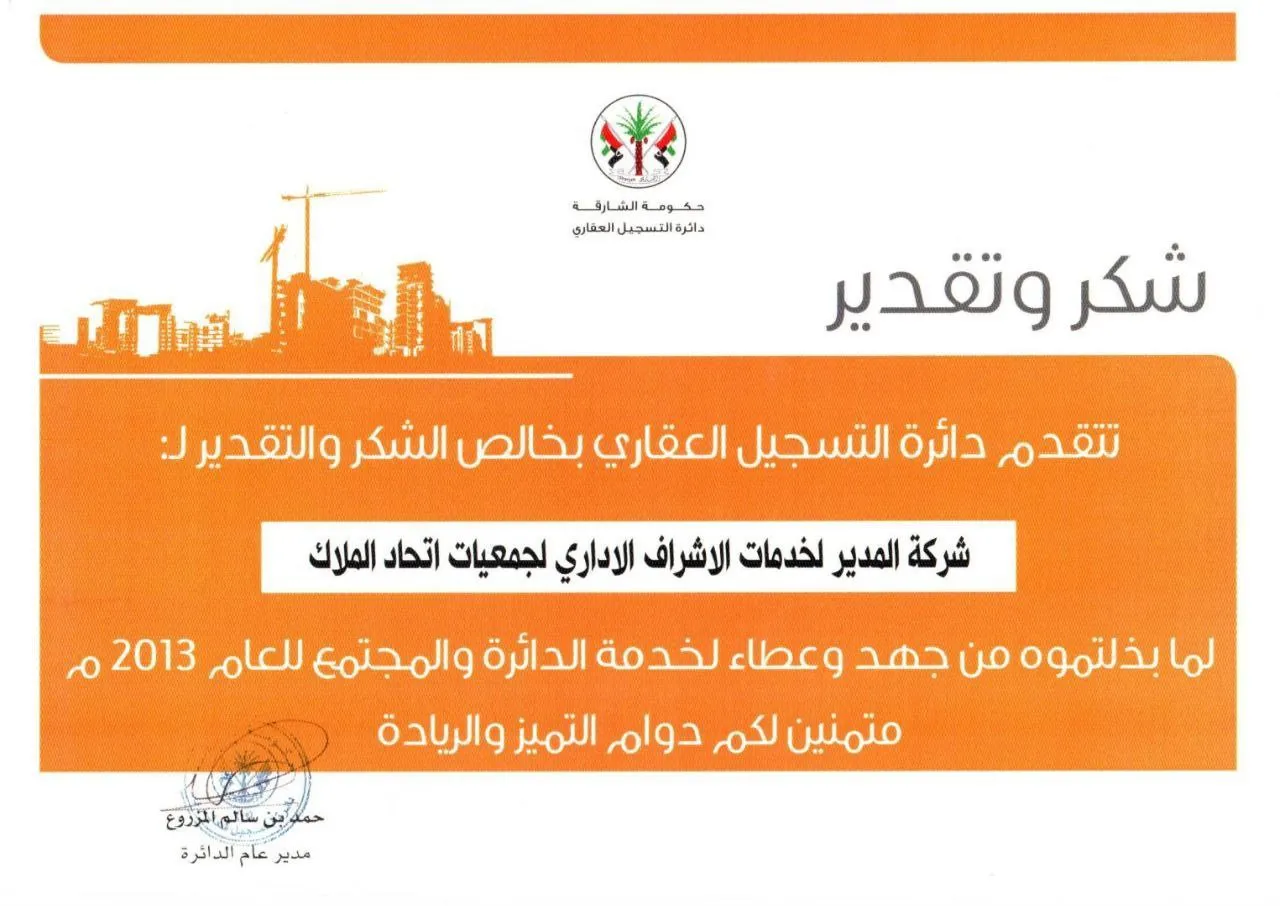 حكومة الشارقة
دائرة التسجيل العقاري
شكر وتقدير
تتقدم دائرة التسجيل العقاري بخالص الشكر والتقدير لـ:
شركة المدير لخدمات الاشراف الاداري لجمعيات اتحاد الملاك
لما بذلتموه من جهد وعطاء لخدمة الدائرة والمجتمع للعام 2013 م
متمنين لكم دوام التميز والريادة
حمد بن سالم المزروع
مدير عام الدائرة